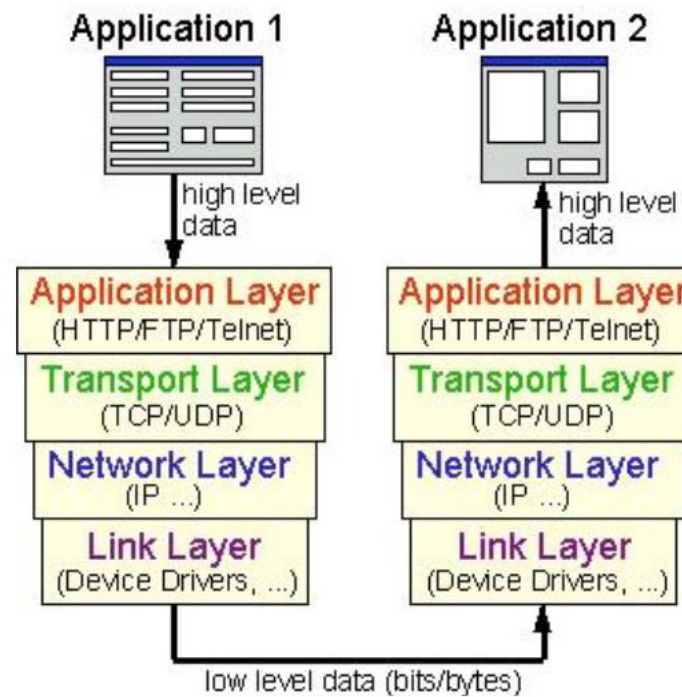 Application 1
high level
data
Application Layer
(HTTP/FTP/Telnet)
Transport Layer
(TCP/UDP)
Network Layer
(IP ...)
Link Layer
(Device Drivers, ...)
Application 2
high level
data
Application Layer
(HTTP/FTP/Telnet)
Transport Layer
(TCP/UDP)
Network Layer
(IP ...)
Link Layer
(Device Drivers, ...)
low level data (bits/bytes)